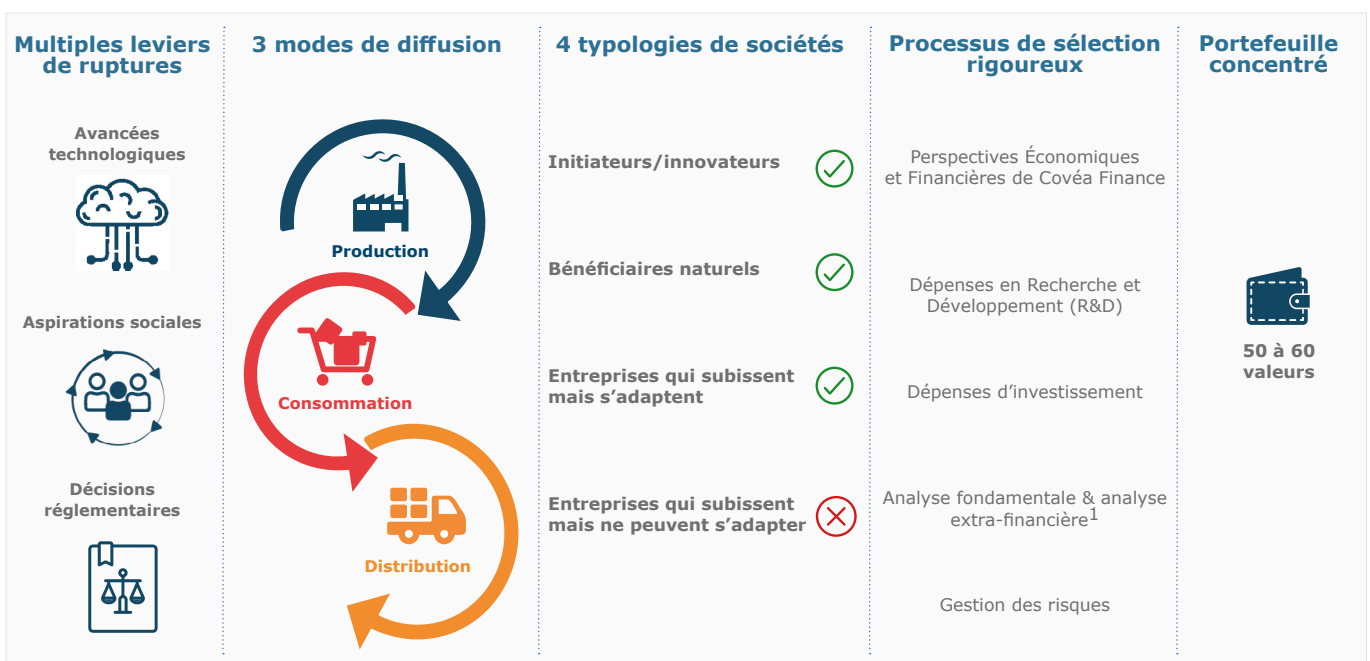 Multiples leviers
de ruptures
Avancées
technologiques
Aspirations sociales
Décisions
réglementaires
3 modes de diffusion
Production
Consommation
Distribution
4 typologies de sociétés
Initiateurs/innovateurs
Bénéficiaires naturels
Entreprises qui subissent
mais s’adaptent
Entreprises qui subissent
mais ne peuvent s’adapter
Processus de sélection
rigoureux
Perspectives Économiques
et Financières de Covéa Finance
Dépenses en Recherche et
Développement (R&D)
Dépenses d’investissement
Analyse fondamentale & analyse
extra-financière1
Gestion des risques
Portefeuille
concentré
50 à 60
valeurs